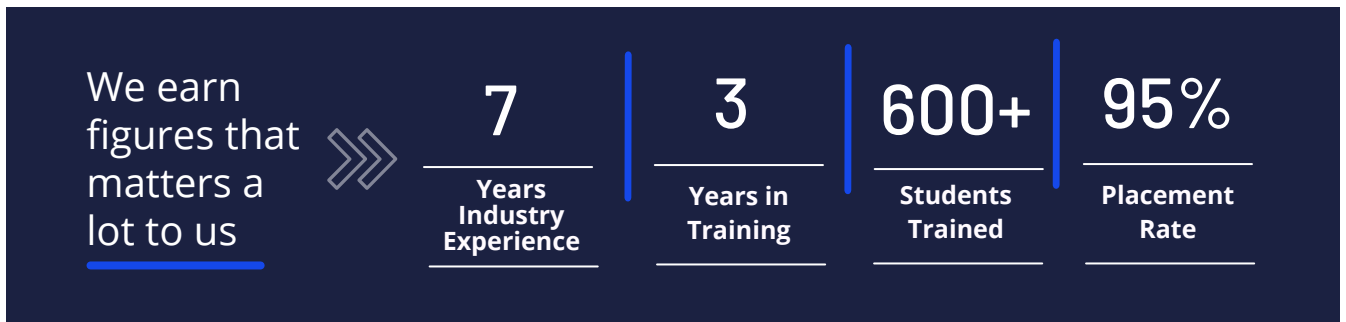 We earn
figures that
matters a
lot to us
7
Years
Industry
Experience
3
Years in
Training
600+
Students
Trained
95%
Placement
Rate